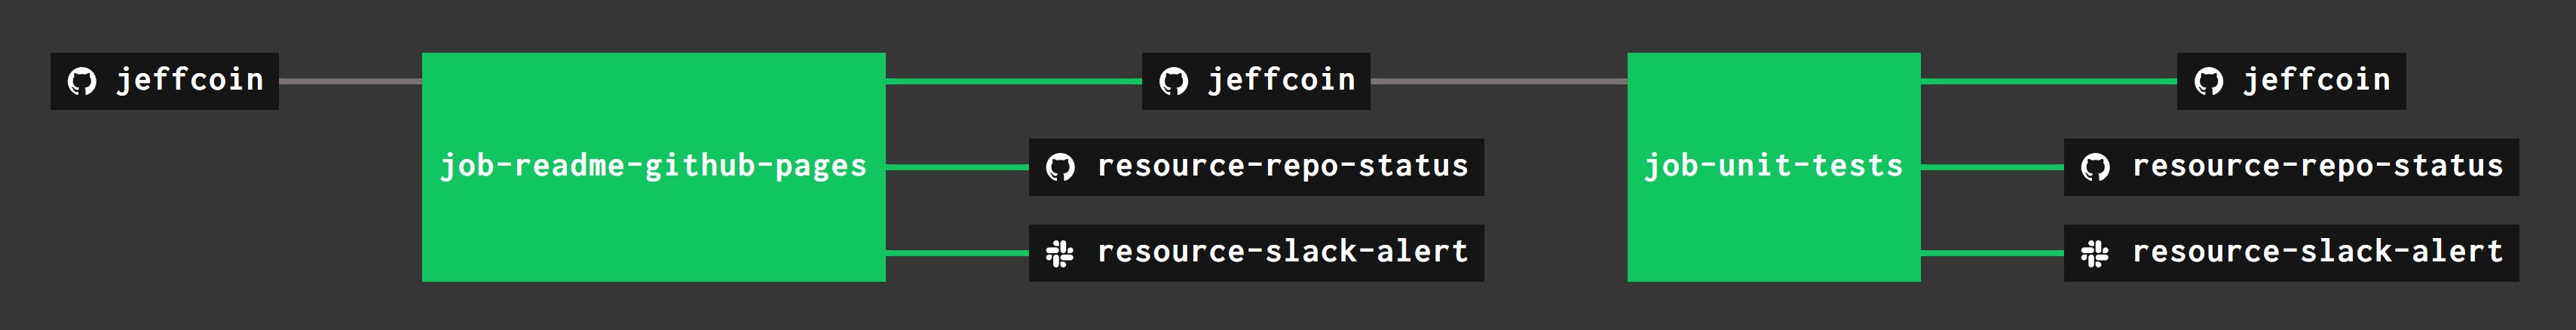 jeffcoin
job-readme-github-pages
jeffcoin
resource-repo-status
resource-slack-alert
job-unit-tests
jeffcoin
resource-repo-status
resource-slack-alert